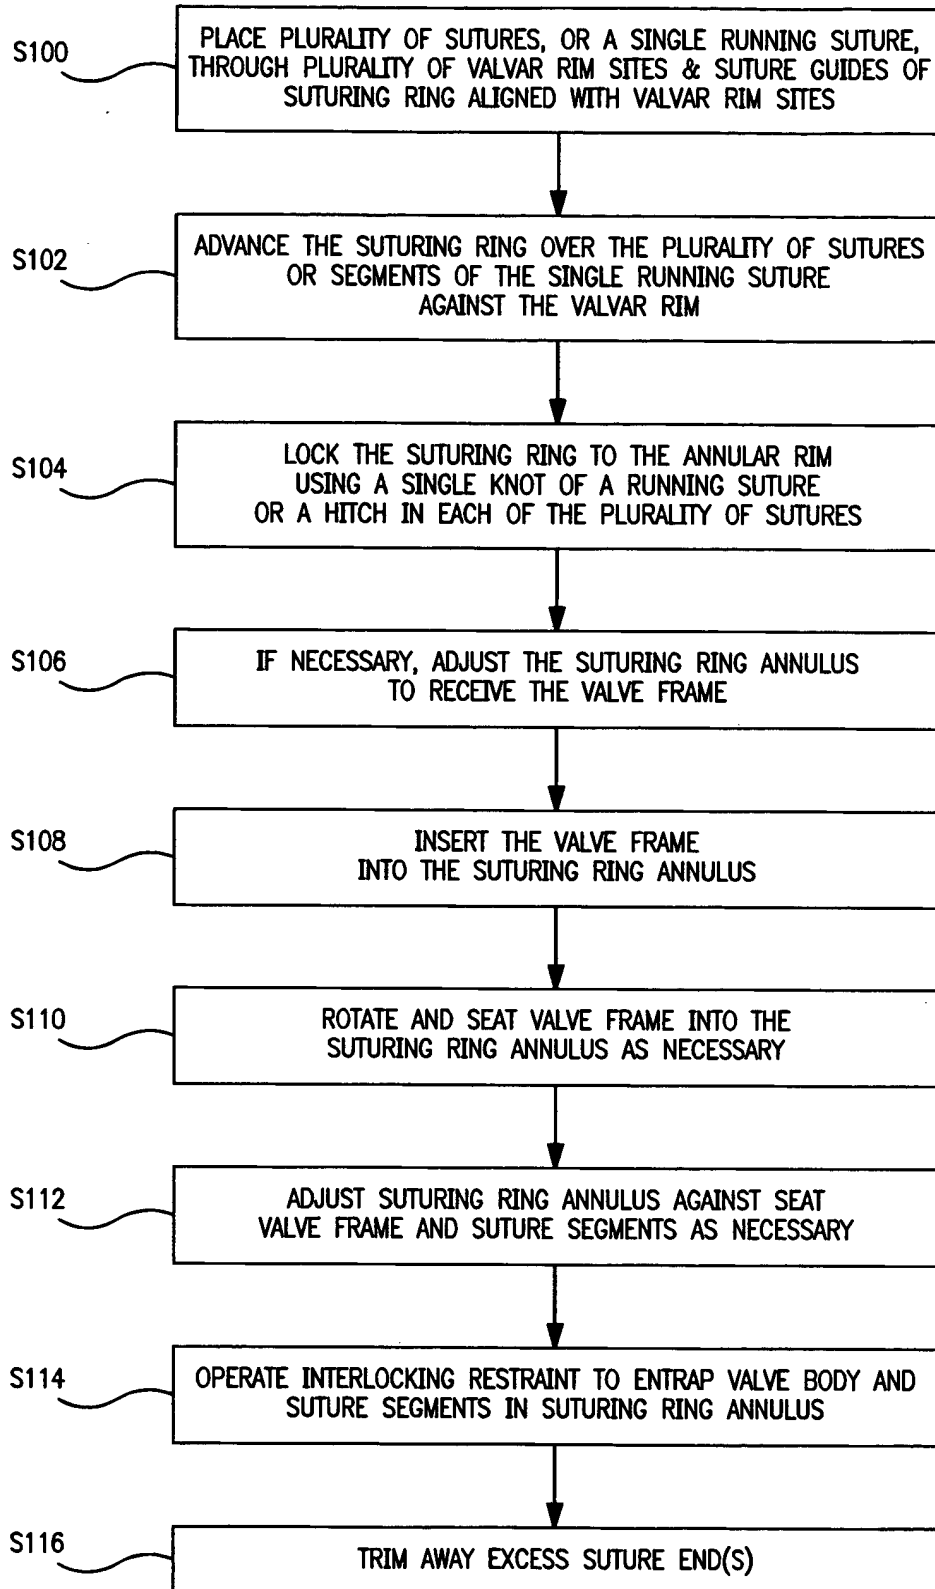 S100
PLACE PLURALITY OF SUTURES, OR A SINGLE RUNNING SUTURE,
THROUGH PLURALITY OF VALVAR RIM SITES & SUTURE GUIDES OF
SUTURING RING ALIGNED WITH VALVAR RIM SITES
S102
ADVANCE THE SUTURING RING OVER THE PLURALITY OF SUTURES
OR SEGMENTS OF THE SINGLE RUNNING SUTURE
AGAINST THE VALVAR RIM
S104
LOCK THE SUTURING RING TO THE ANNULAR RIM
USING A SINGLE KNOT OF A RUNNING SUTURE
OR A HITCH IN EACH OF THE PLURALITY OF SUTURES
S106
IF NECESSARY, ADJUST THE SUTURING RING ANNULUS
TO RECEIVE THE VALVE FRAME
S108
INSERT THE VALVE FRAME
INTO THE SUTURING RING ANNULUS
S110
ROTATE AND SEAT VALVE FRAME INTO THE
SUTURING RING ANNULUS AS NECESSARY
S112
ADJUST SUTURING RING ANNULUS AGAINST SEAT
VALVE FRAME AND SUTURE SEGMENTS AS NECESSARY
S114
OPERATE INTERLOCKING RESTRAINT TO ENTRAP VALVE BODY AND
SUTURE SEGMENTS IN SUTURING RING ANNULUS
S116
TRIM AWAY EXCESS SUTURE END(S)